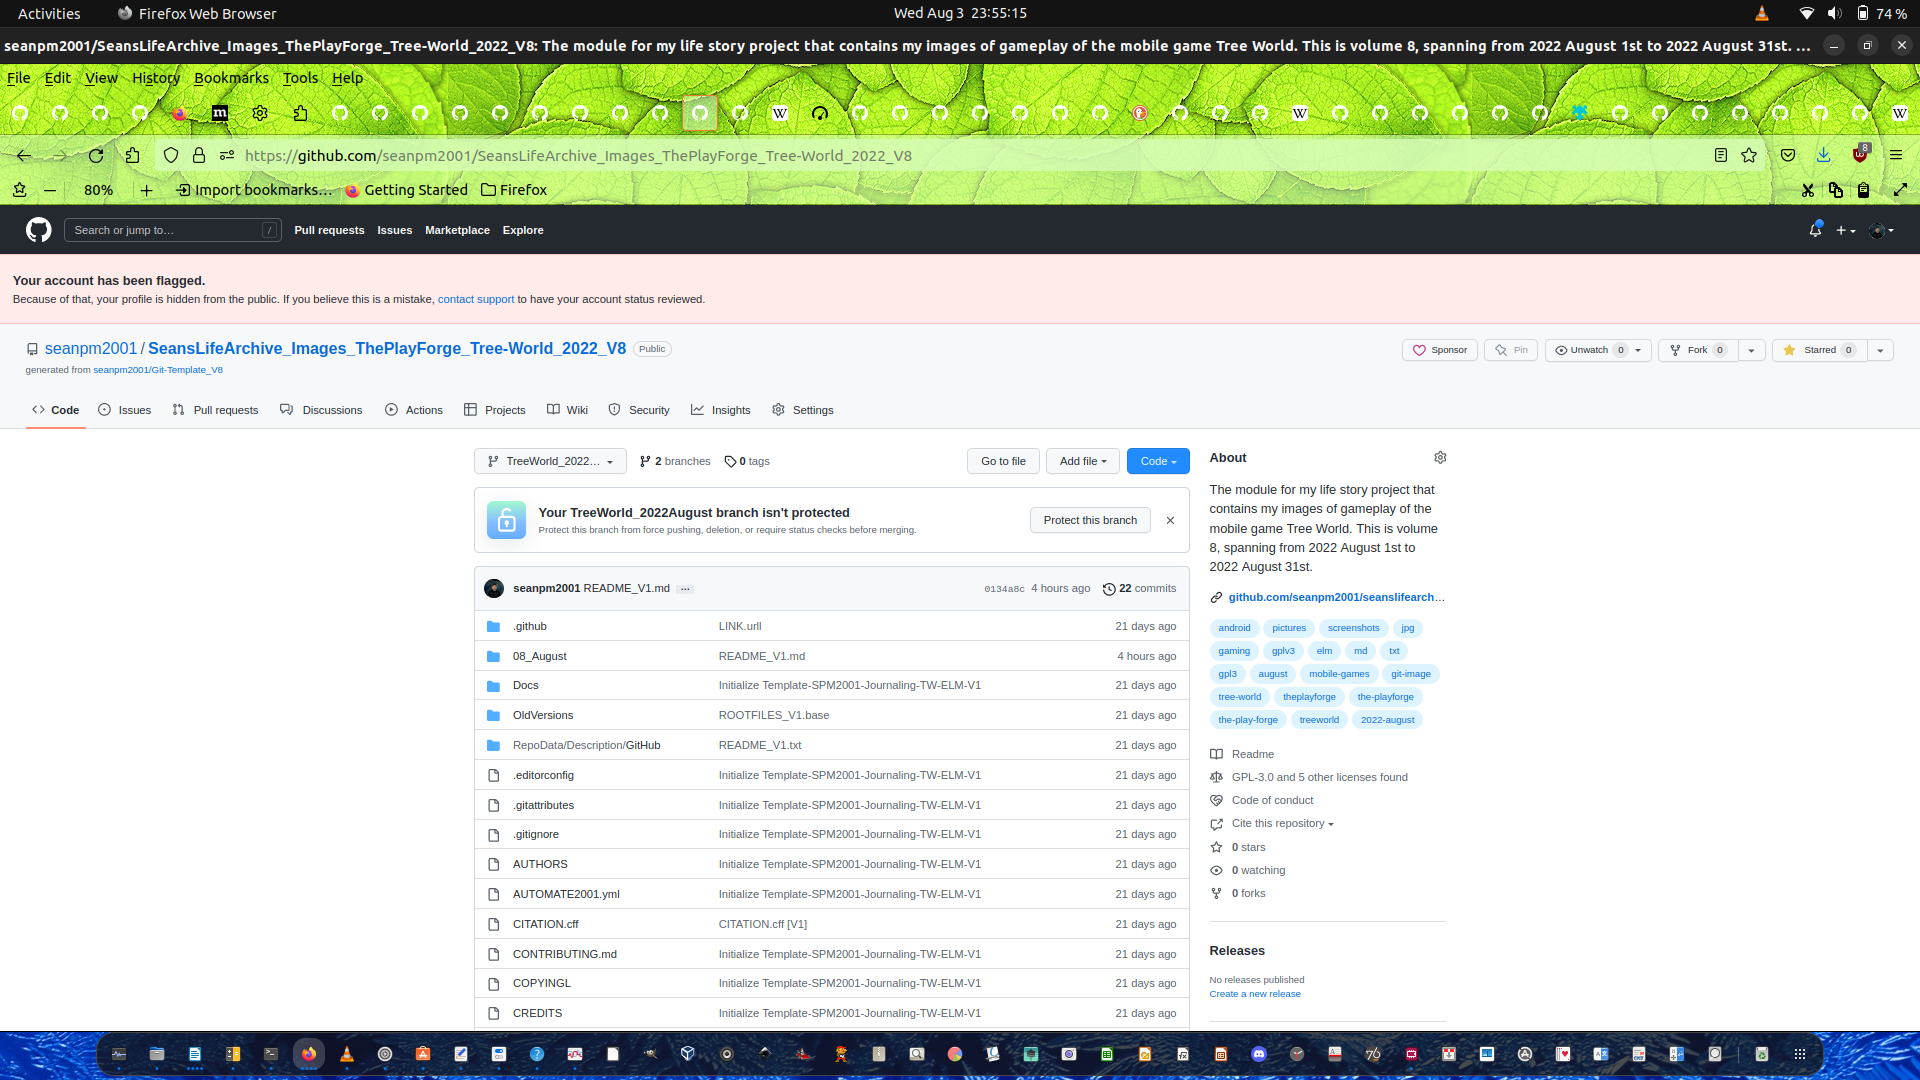 Activities
Firefox Web Browser
Wed Aug 3 23:55:15
74 %
seanpm2001/SeansLifeArchive_Images_ThePlayForge_Tree-World_2022_V8: The module for my life story project that contains my images of gameplay of the mobile game Tree World. This is volume 8, spanning from 2022 August 1st to 2022 August 31st. ...
File Edit View History Bookmarks Tools Help
https://github.com/seanpm2001/SeansLifeArchive_Images_ThePlayForge_Tree-World_2022_V8
8
80%
Import bookmarks...
Getting Started
Firefox
Search or jump to...
/
Pull requests Issues Marketplace Explore
Your account has been flagged.
Because of that, your profile is hidden from the public. If you believe this is a mistake, contact support to have your account status reviewed.
seanpm2001 / SeansLifeArchive_Images_ThePlayForge_Tree-World_2022_V8 Public
generated from seanpm2001/Git-Template_V8
Sponsor
Pin
Unwatch 0
Fork 0
Starred 0
Code Issues Pull requests Discussions Actions Projects Wiki Security Insights Settings
TreeWorld_2022...
2 branches
0 tags
Go to file
Add file
Code
Your TreeWorld_2022August branch isn't protected
Protect this branch from force pushing, deletion, or require status checks before merging.
Protect this branch
seanpm2001 README_V1.md ...
0134a8c 4 hours ago
22 commits
.github LINK.urll 21 days ago
08_August README_V1.md 4 hours ago
Docs Initialize Template-SPM2001-Journaling-TW-ELM-V1 21 days ago
OldVersions ROOTFILES_V1.base 21 days ago
RepoData/Description/GitHub README_V1.txt 21 days ago
.editorconfig Initialize Template-SPM2001-Journaling-TW-ELM-V1 21 days ago
.gitattributes Initialize Template-SPM2001-Journaling-TW-ELM-V1 21 days ago
.gitignore Initialize Template-SPM2001-Journaling-TW-ELM-V1 21 days ago
AUTHORS Initialize Template-SPM2001-Journaling-TW-ELM-V1 21 days ago
AUTOMATE2001.yml Initialize Template-SPM2001-Journaling-TW-ELM-V1 21 days ago
CITATION.cff CITATION.cff [V1] 21 days ago
CONTRIBUTING.md Initialize Template-SPM2001-Journaling-TW-ELM-V1 21 days ago
COPYINGL Initialize Template-SPM2001-Journaling-TW-ELM-V1 21 days ago
CREDITS Initialize Template-SPM2001-Journaling-TW-ELM-V1 21 days ago
About
The module for my life story project that
contains my images of gameplay of the
mobile game Tree World. This is volume
8, spanning from 2022 August 1st to
2022 August 31st.
github.com/seanpm2001/seanslifearch...
android pictures screenshots jpg
gaming gplv3 elm md txt
gpl3 august mobile-games git-image
tree-world theplayforge the-playforge
the-play-forge treeworld 2022-august
Readme
GPL-3.0 and 5 other licenses found
Code of conduct
Cite this repository
0 stars
0 watching
0 forks
Releases
No releases published
Create a new release